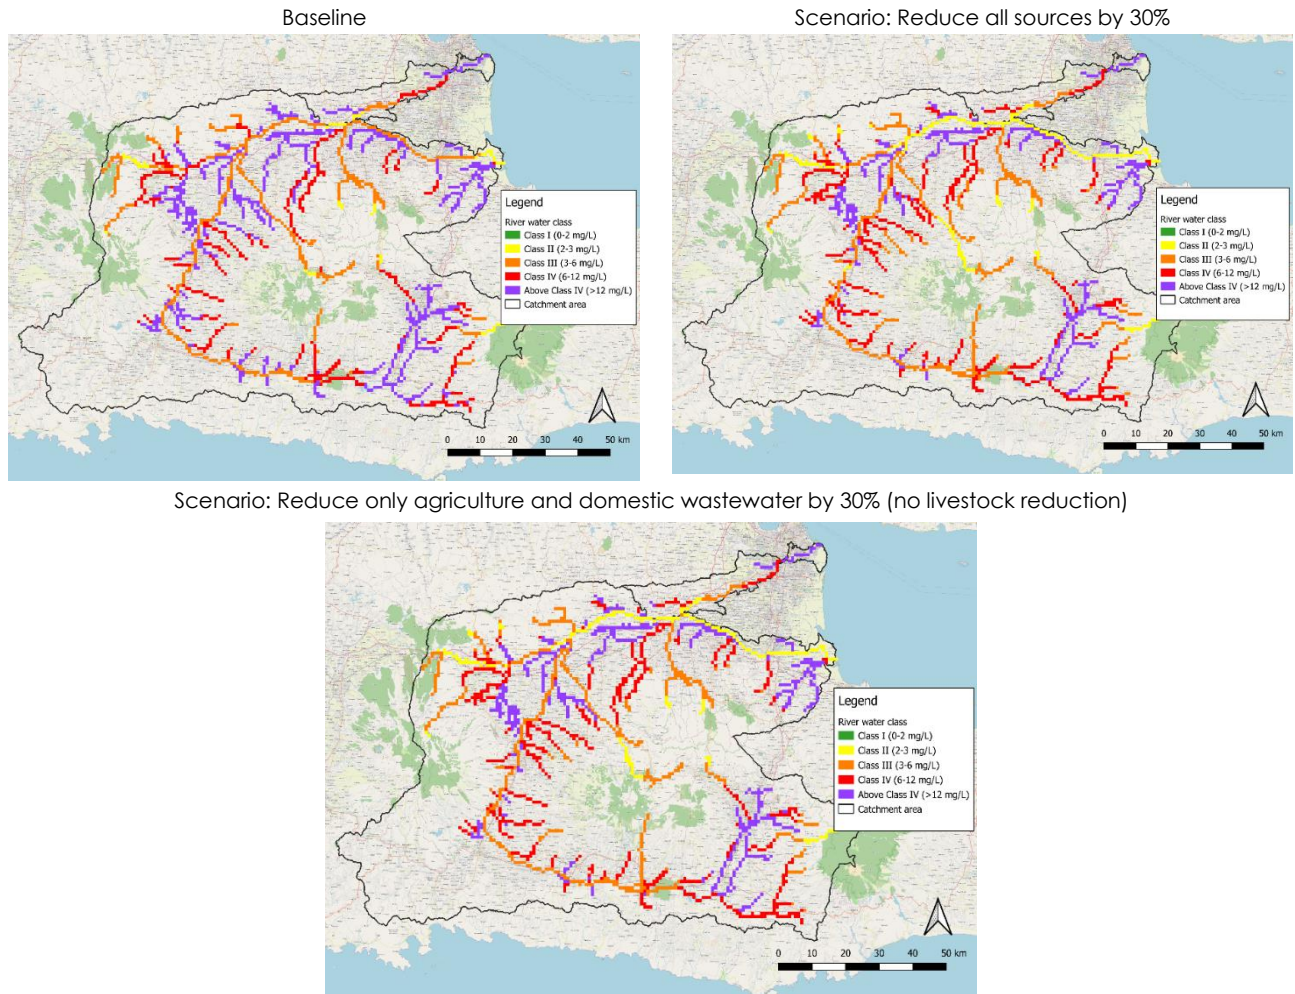 Baseline
Scenario: Reduce all sources by 30%
Legend
River water class
Class I (0-2 mg/L)
Class II (2-3 mg/L)
Class III (3-6 mg/L)
Class IV (6-12 mg/L)
Above Class IV (>12 mg/L)
Catchment area
0 10 20 30 40 50 km
Legend
River water class
Class I (0-2 mg/L)
Class II (2-3 mg/L)
Class III (3-6 mg/L)
Class IV (6-12 mg/L)
Above Class IV (>12 mg/L)
Catchment area
0 10 20 30 40 50 km
Scenario: Reduce only agriculture and domestic wastewater by 30% (no livestock reduction)
Legend
River water class
Class I (0-2 mg/L)
Class II (2-3 mg/L)
Class III (3-6 mg/L)
Class IV (6-12 mg/L)
Above Class IV (>12 mg/L)
Catchment area
0 10 20 30 40 50 km